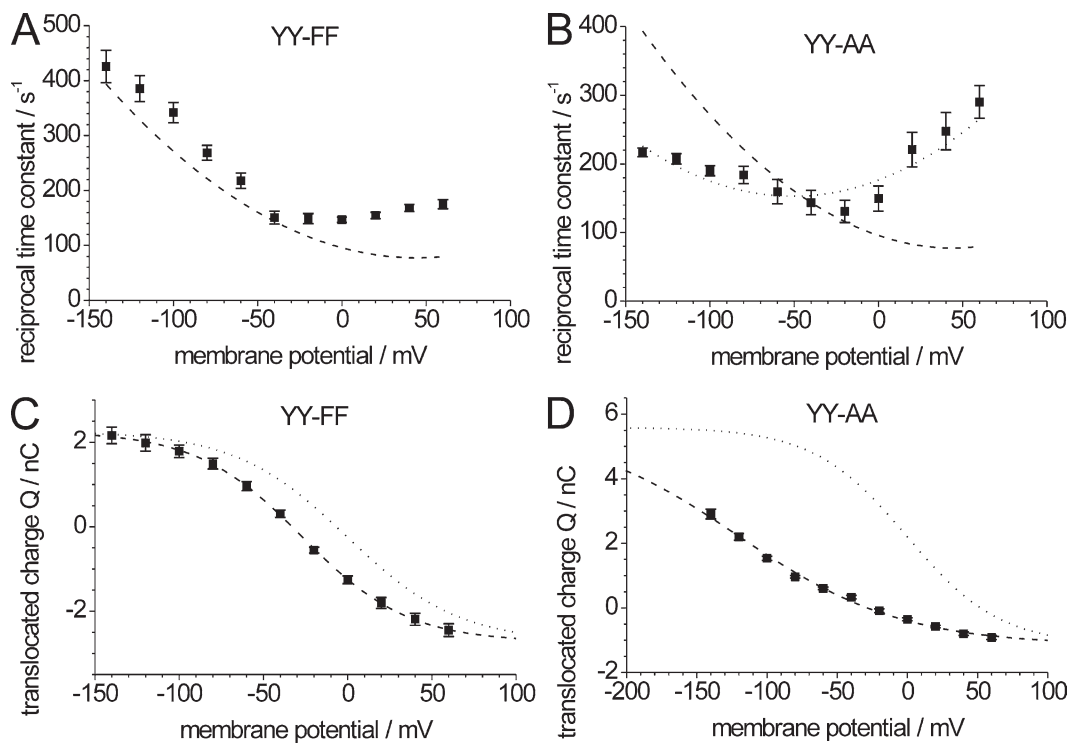 A
YY-FF
reciprocal time constant / s⁻¹
500
400
300
200
100
0
-150 -100 -50 0 50 100
membrane potential / mV
B
YY-AA
reciprocal time constant / s⁻¹
400
300
200
100
0
-150 -100 -50 0 50 100
membrane potential / mV
C
YY-FF
translocated charge Q / nC
2
0
-2
-150 -100 -50 0 50 100
membrane potential / mV
D
YY-AA
translocated charge Q / nC
6
4
2
0
-2
-200 -150 -100 -50 0 50 100
membrane potential / mV